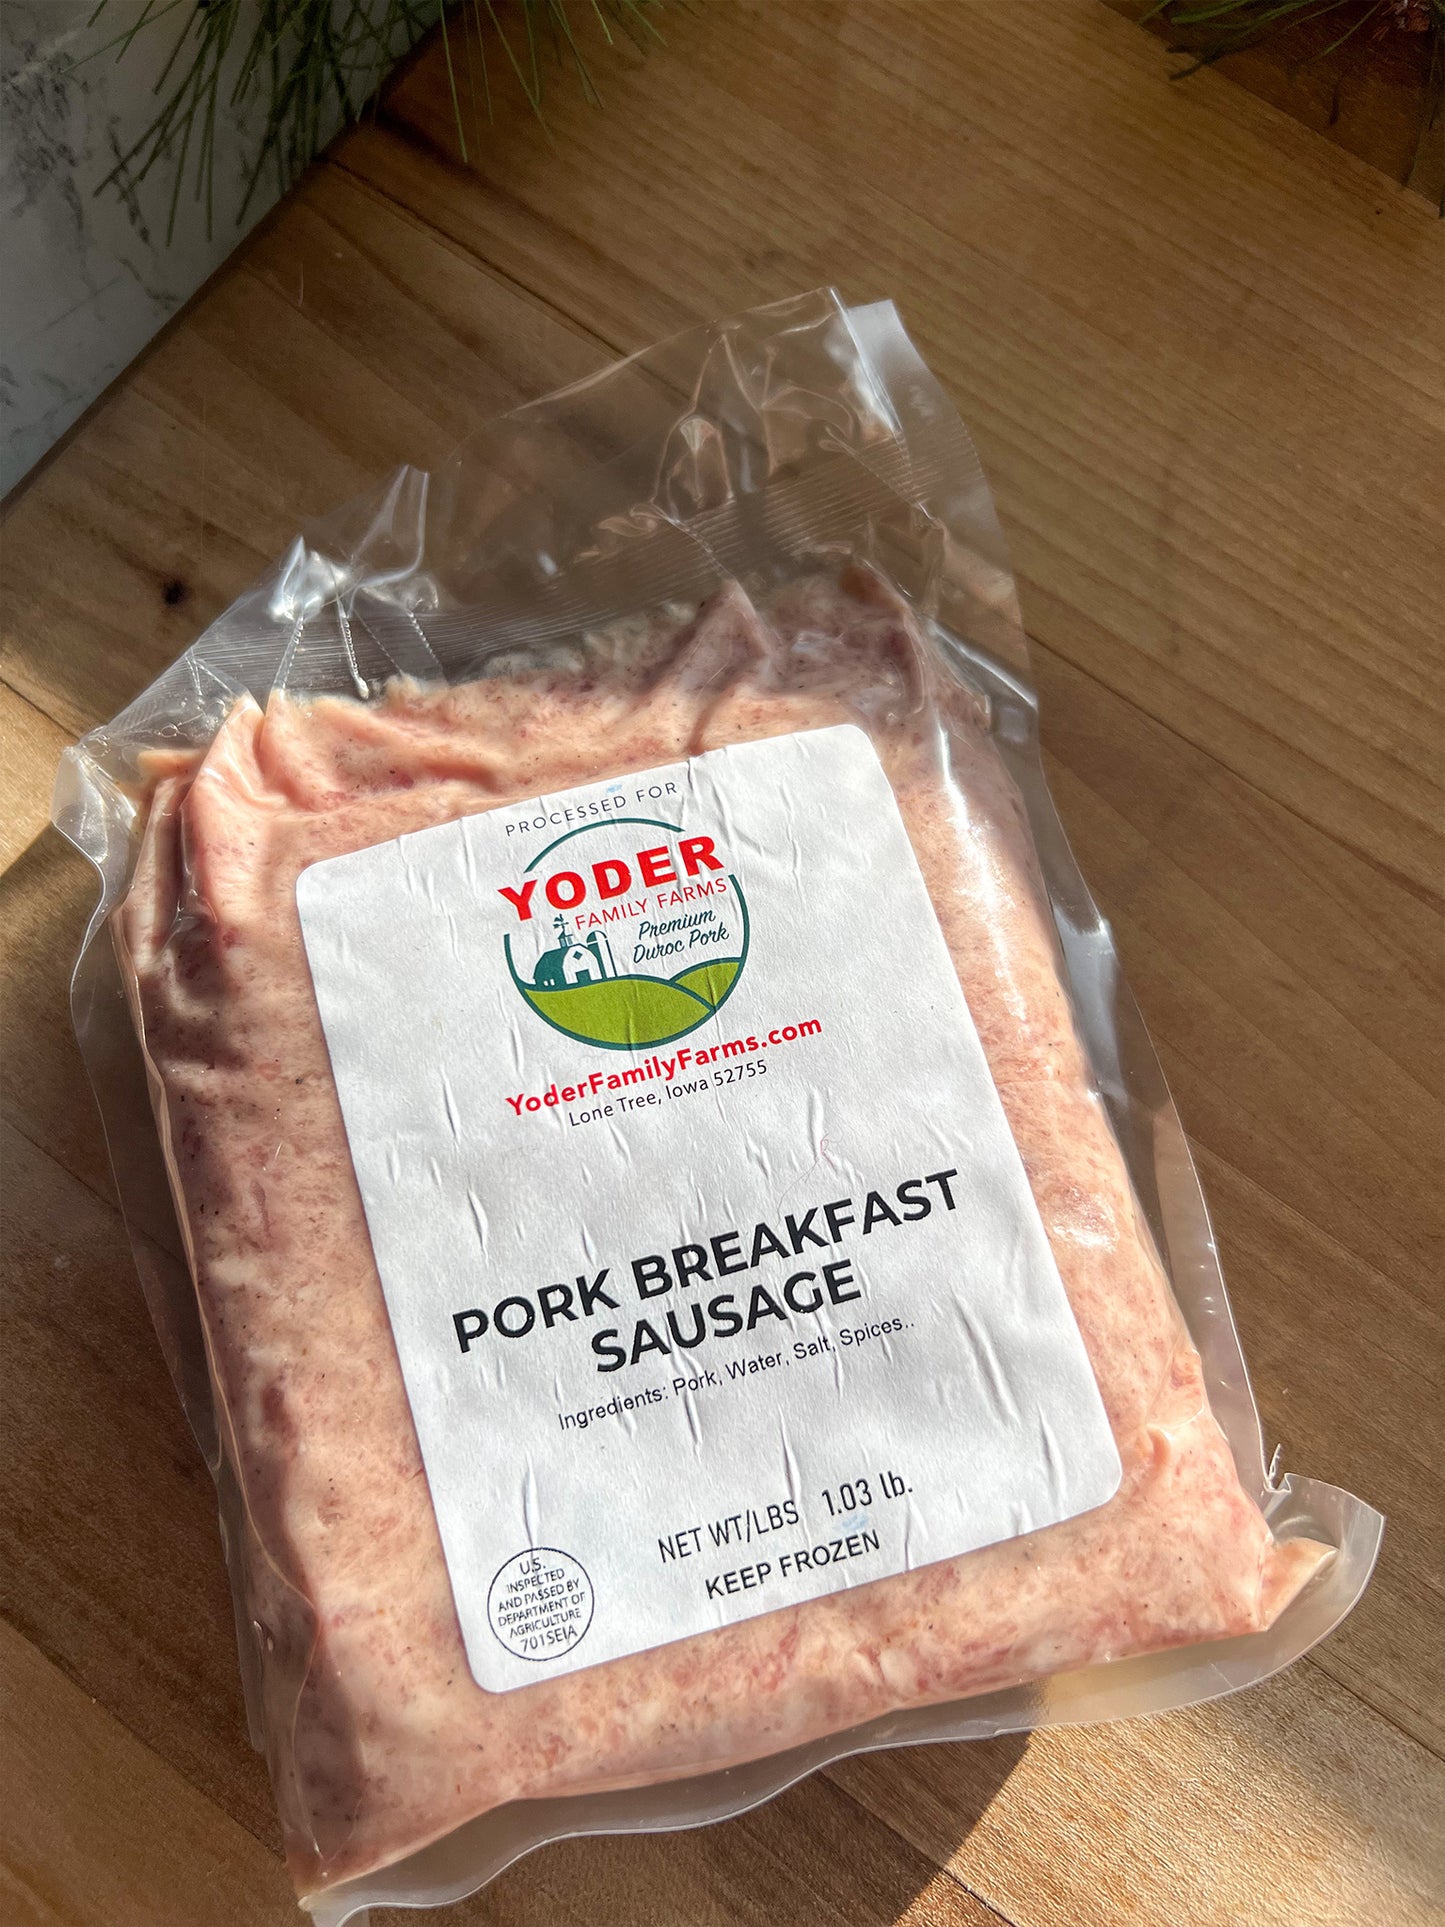 PROCESSED FOR
YODER
FAMILY FARMS
Premium
Duroc Pork
YoderFamilyFarms.com
Lone Tree, Iowa 52755
PORK BREAKFAST
SAUSAGE
Ingredients: Pork, Water, Salt, Spices..
NET WT/LBS 1.03 lb.
KEEP FROZEN
U.S.
INSPECTED
AND PASSED BY
DEPARTMENT OF
AGRICULTURE
701SEIA